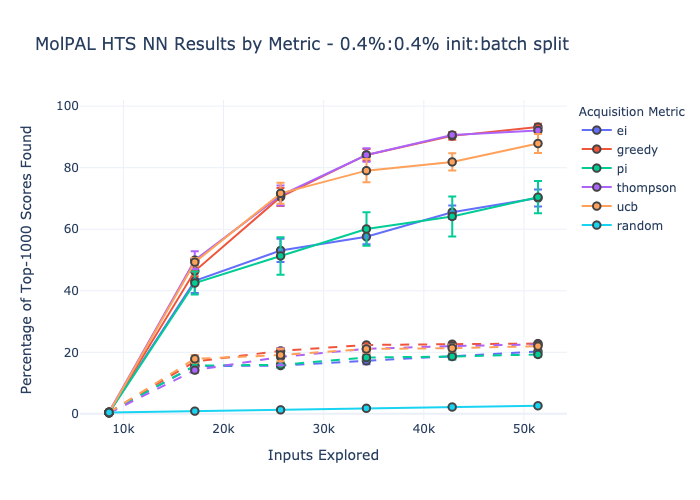 MolPAL HTS NN Results by Metric - 0.4%:0.4% init:batch split
Percentage of Top-1000 Scores Found
100
80
60
40
20
0
10k
20k
30k
40k
50k
Inputs Explored
Acquisition Metric
ei
greedy
pi
thompson
ucb
random